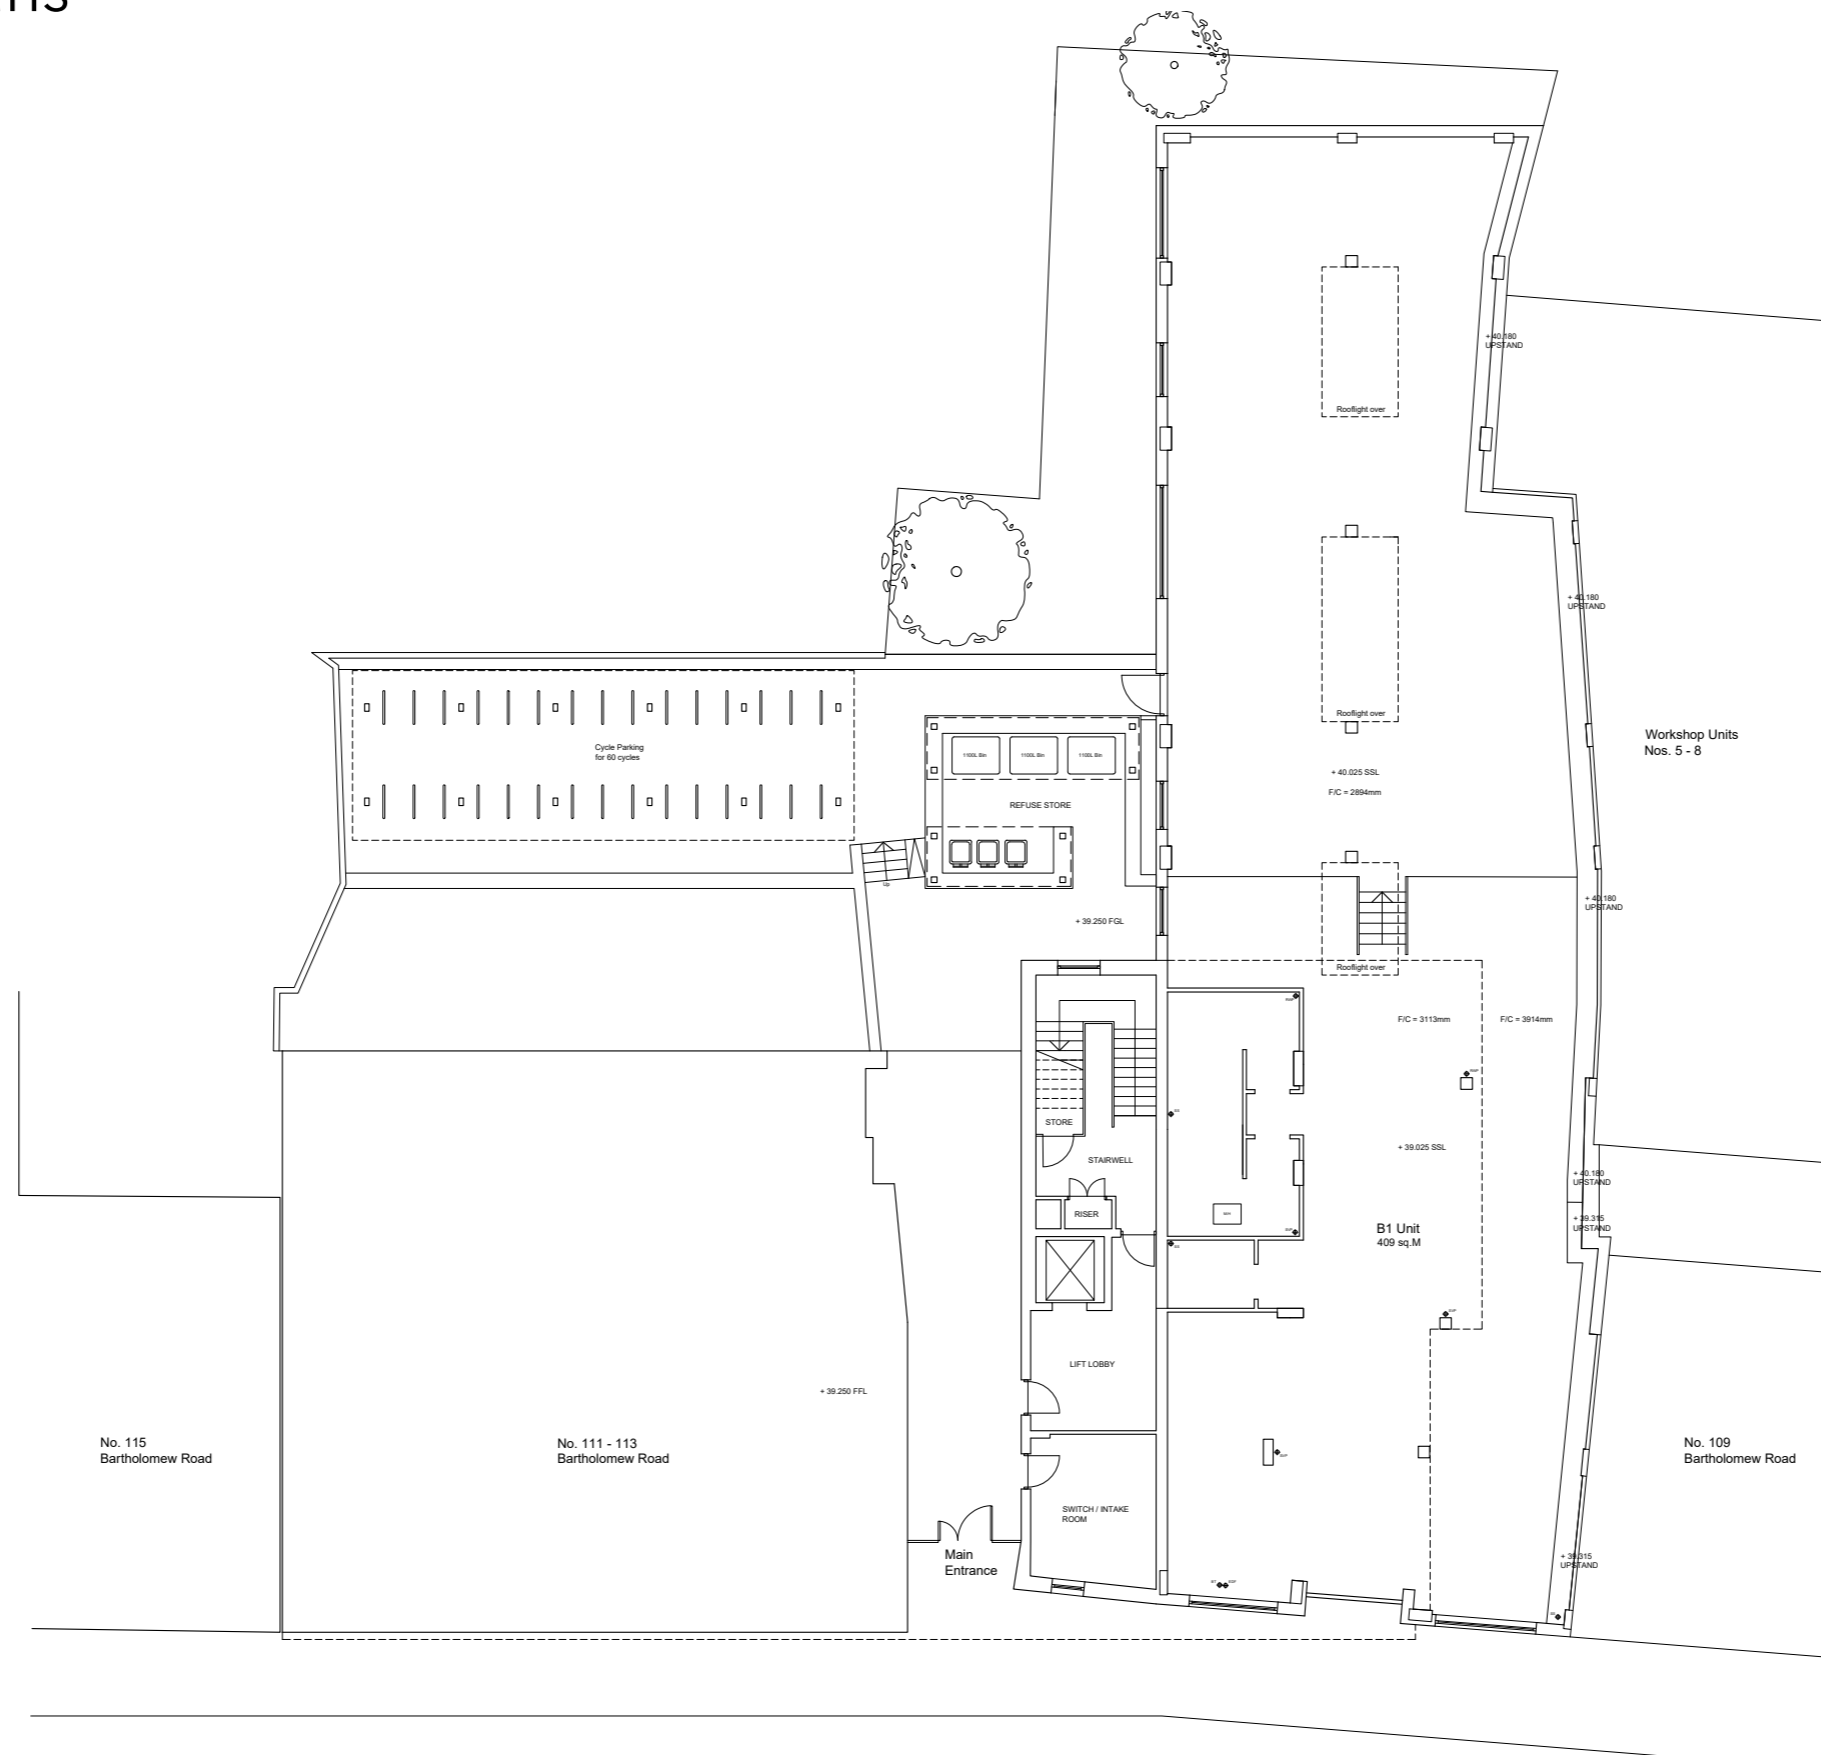 Rooflight over
+ 40.180
UPSTAND
+ 40.180
UPSTAND
Rooflight over
Workshop Units
Nos. 5 - 8
Cycle Parking
for 60 cycles
1100L Bin
1100L Bin
1100L Bin
+ 40.025 SSL
F/C = 2894mm
REFUSE STORE
Up
+ 40.180
UPSTAND
+ 39.250 FGL
Rooflight over
F/C = 3113mm
F/C = 3914mm
STORE
STAIRWELL
+ 39.025 SSL
+ 40.180
UPSTAND
RISER
+ 39.315
UPSTAND
B1 Unit
409 sq.M
LIFT LOBBY
+ 39.250 FFL
No. 115
Bartholomew Road
No. 111 - 113
Bartholomew Road
No. 109
Bartholomew Road
SWITCH / INTAKE
ROOM
Main
Entrance
+ 39.315
UPSTAND